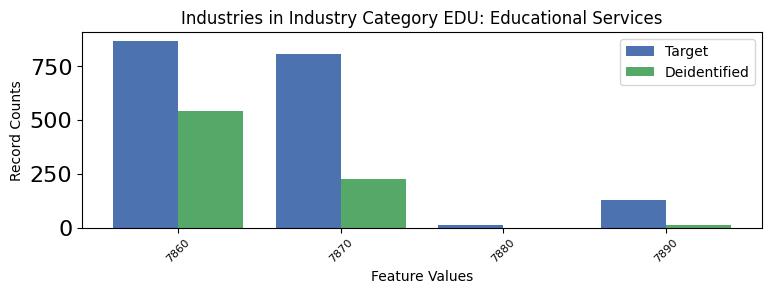 Industries in Industry Category EDU: Educational Services
Target
Deidentified
Record Counts
750
500
250
0
7860
7870
7880
7890
Feature Values